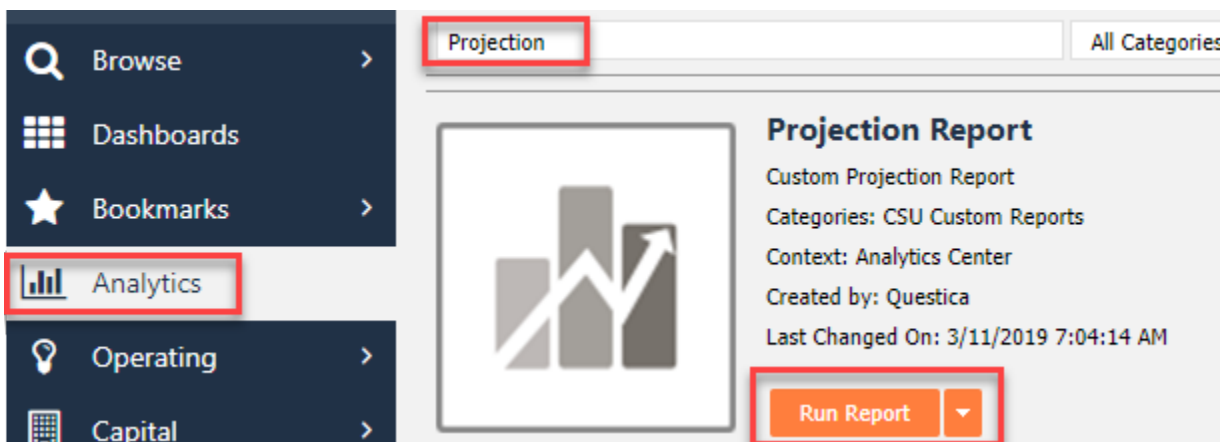 Browse
Dashboards
Bookmarks
Analytics
Operating
Capital
Projection
All Categories
Projection Report
Custom Projection Report
Categories: CSU Custom Reports
Context: Analytics Center
Created by: Questica
Last Changed On: 3/11/2019 7:04:14 AM
Run Report